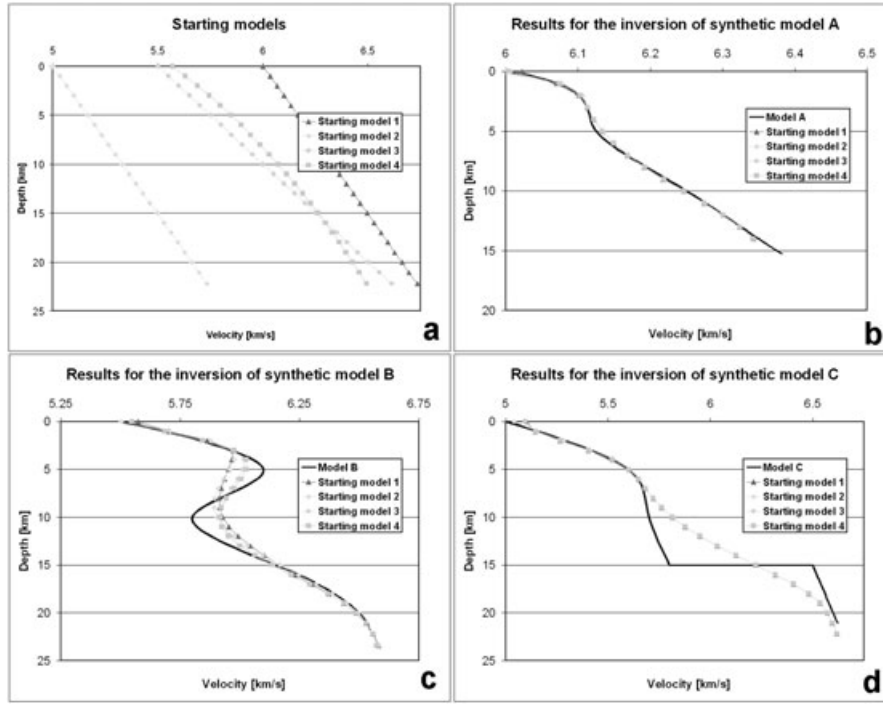 Starting models
5 5.5 6 6.5
0
5
10
15
20
25
Depth [km]
Starting model 1
Starting model 2
Starting model 3
Starting model 4
Velocity [km/s]
a
Results for the inversion of synthetic model A
6 6.1 6.2 6.3 6.4 6.5
0
5
10
15
20
Depth [km]
Model A
Starting model 1
Starting model 2
Starting model 3
Starting model 4
Velocity [km/s]
b
Results for the inversion of synthetic model B
5.25 5.75 6.25 6.75
0
5
10
15
20
25
Depth [km]
Model B
Starting model 1
Starting model 2
Starting model 3
Starting model 4
Velocity [km/s]
c
Results for the inversion of synthetic model C
5 5.5 6 6.5
0
5
10
15
20
25
Depth [km]
Model C
Starting model 1
Starting model 2
Starting model 3
Starting model 4
Velocity [km/s]
d